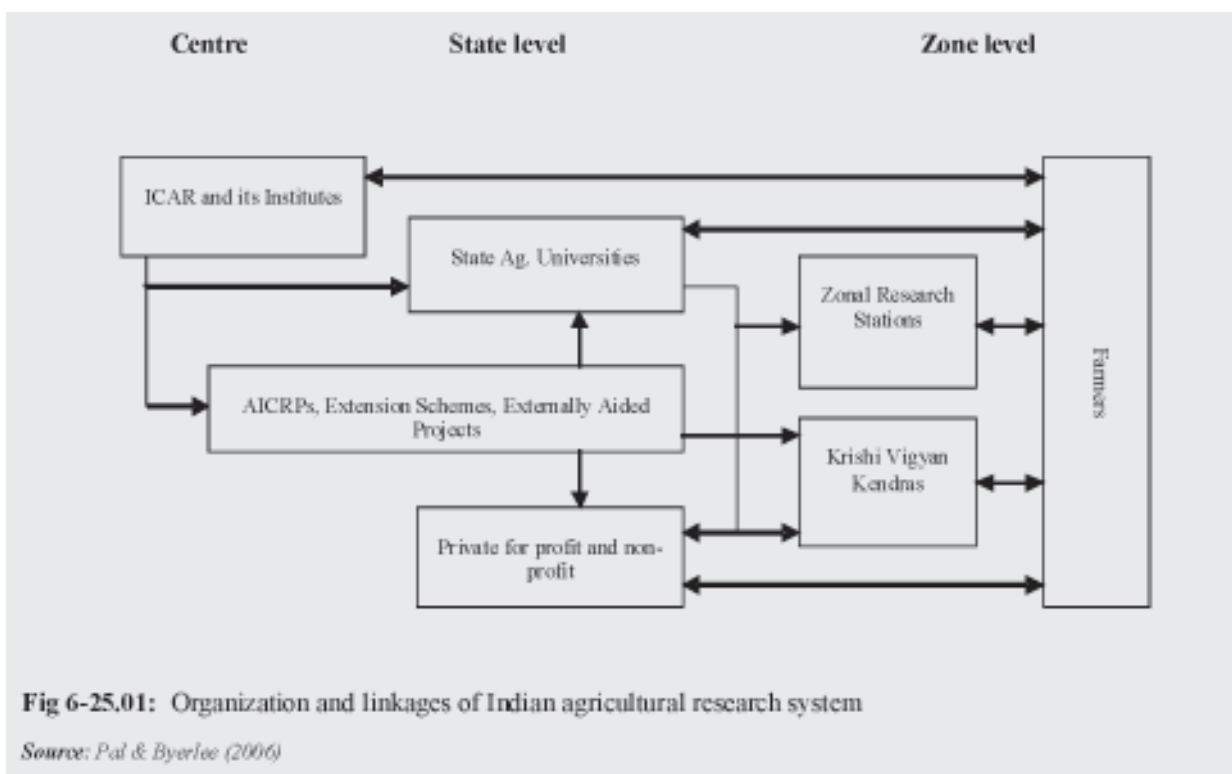 Centre State level Zone level
ICAR and its Institutes
State Ag. Universities
Zonal Research
Stations
AICRPs, Extension Schemes, Externally Aided
Projects
Krishi Vigyan
Kendras
Private for profit and non-
profit
Farmers
Fig 6-25.01: Organization and linkages of Indian agricultural research system
Source: Pal & Byerlee (2006)